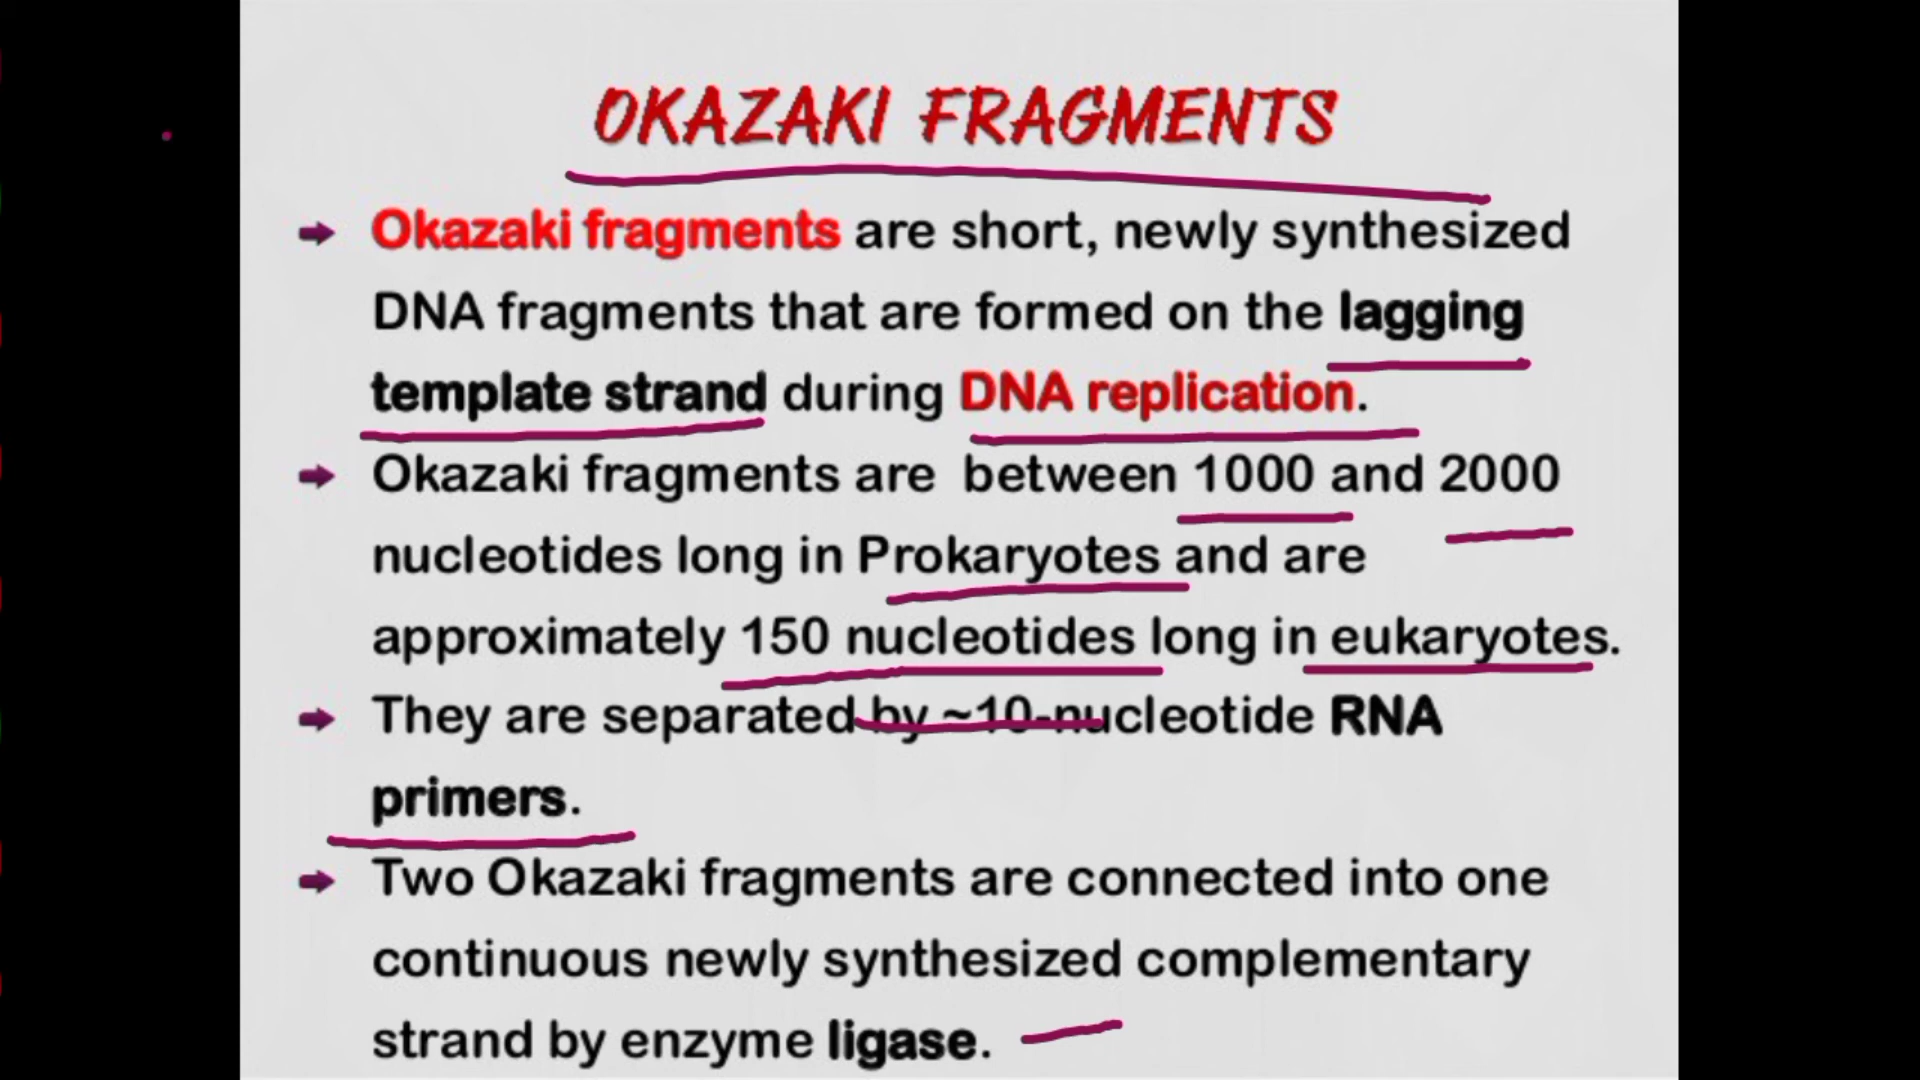 OKAZAKI FRAGMENTS
Okazaki fragments are short, newly synthesized
DNA fragments that are formed on the lagging
template strand during DNA replication.
Okazaki fragments are between 1000 and 2000
nucleotides long in Prokaryotes and are
approximately 150 nucleotides long in eukaryotes.
They are separated by ~10-nucleotide RNA
primers.
Two Okazaki fragments are connected into one
continuous newly synthesized complementary
strand by enzyme ligase.